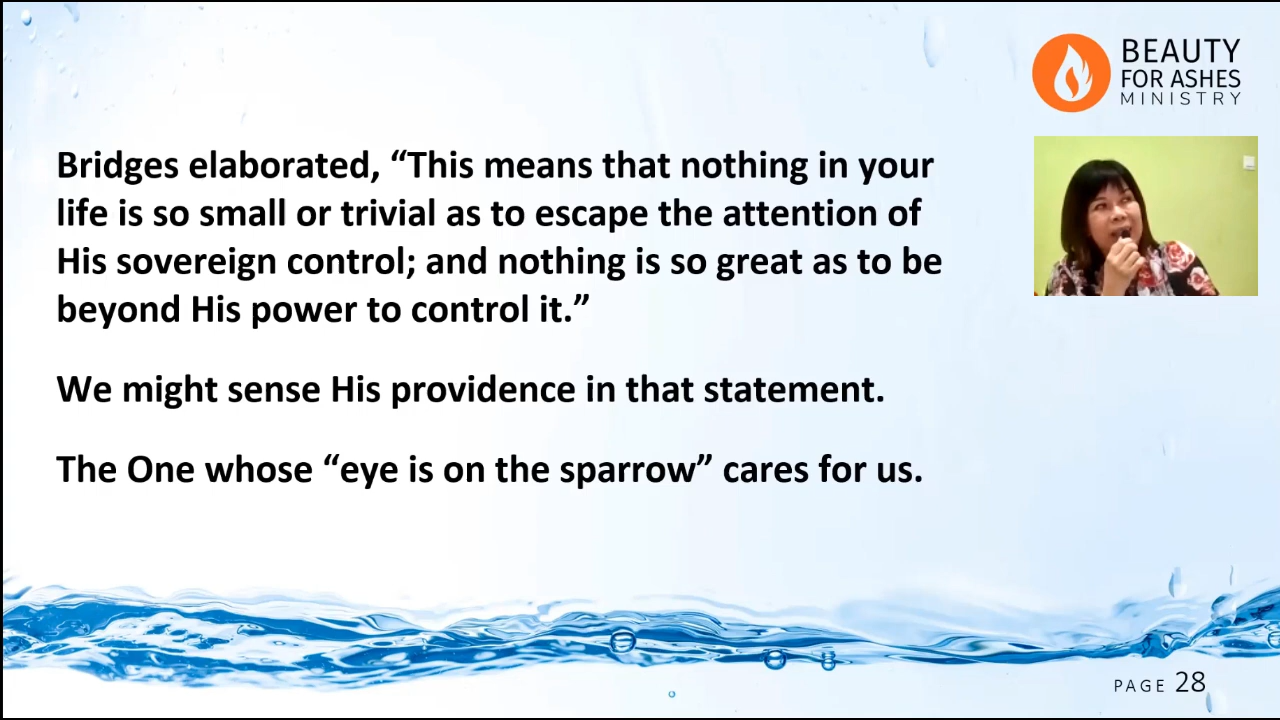 BEAUTY
FOR ASHES
MINISTRY
Bridges elaborated, “This means that nothing in your
life is so small or trivial as to escape the attention of
His sovereign control; and nothing is so great as to be
beyond His power to control it.”
We might sense His providence in that statement.
The One whose “eye is on the sparrow” cares for us.
PAGE 28